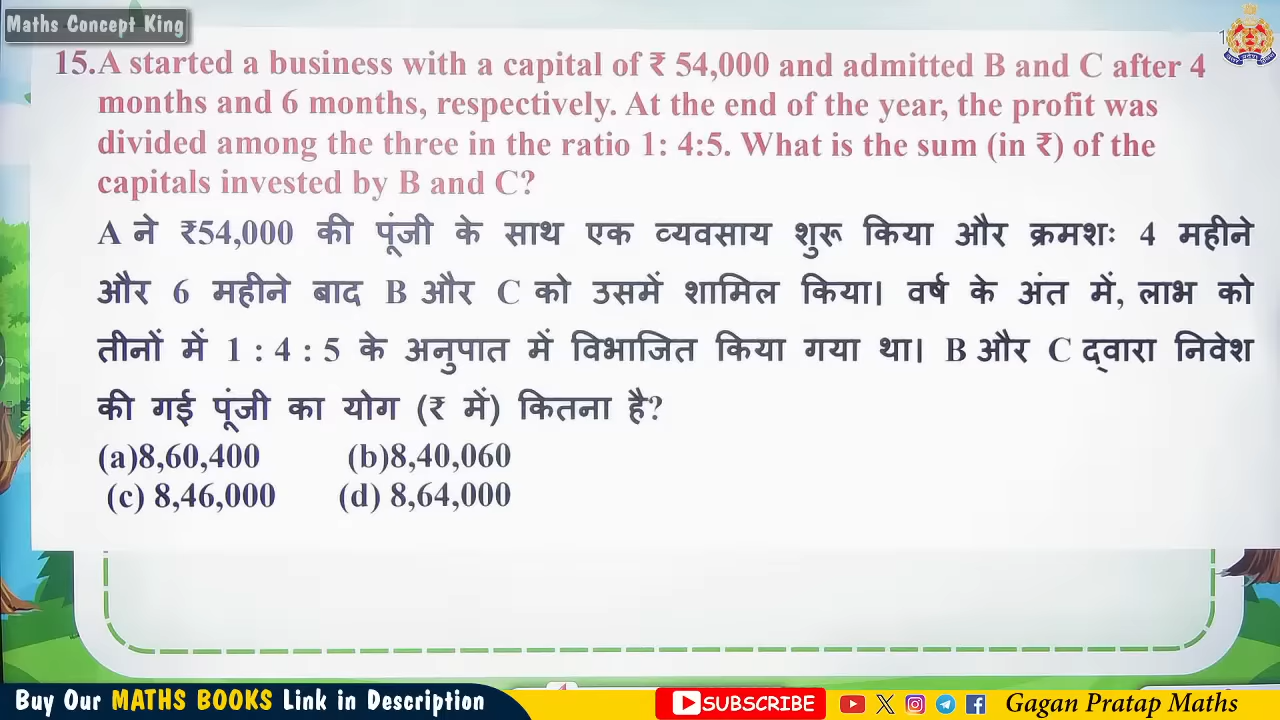 Maths Concept King
15.A started a business with a capital of ₹ 54,000 and admitted B and C after 4
months and 6 months, respectively. At the end of the year, the profit was
divided among the three in the ratio 1: 4:5. What is the sum (in ₹) of the
capitals invested by B and C?
A ने ₹54,000 की पूंजी के साथ एक व्यवसाय शुरू किया और क्रमशः 4 महीने
और 6 महीने बाद B और C को उसमें शामिल किया। वर्ष के अंत में, लाभ को
तीनों में 1 : 4 : 5 के अनुपात में विभाजित किया गया था। B और C द्वारा निवेश
की गई पूंजी का योग (₹ में) कितना है?
(a)8,60,400 (b)8,40,060
(c) 8,46,000 (d) 8,64,000
Buy Our MATHS BOOKS Link in Description SUBSCRIBE Gagan Pratap Maths